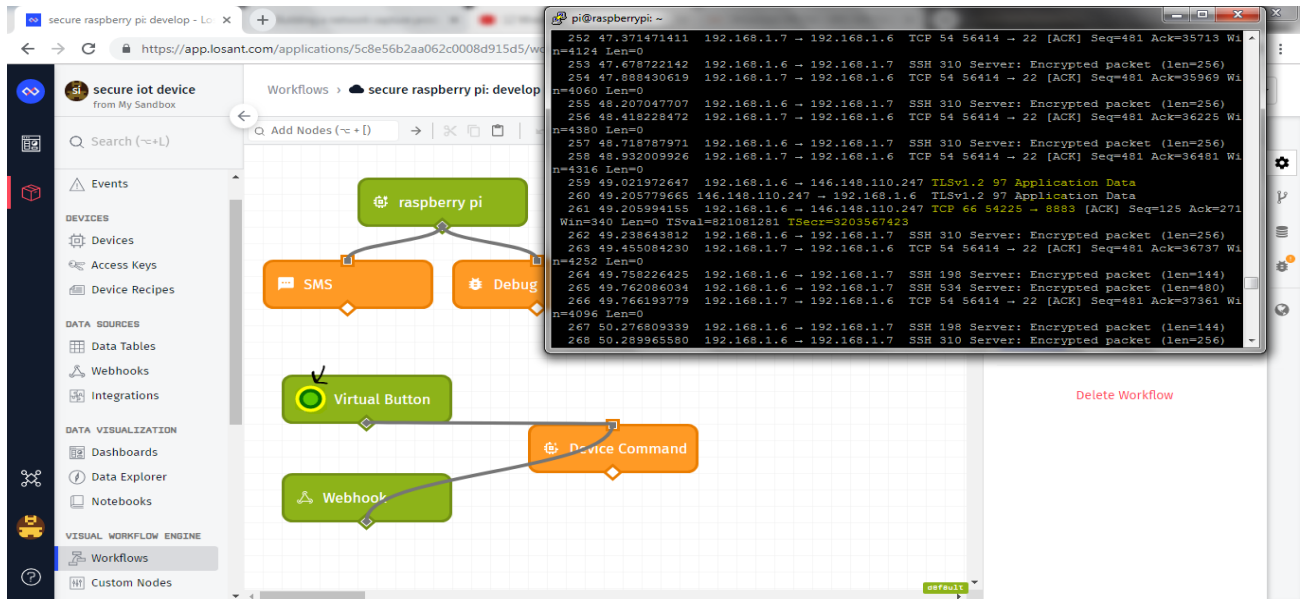 secure raspberry pi: develop - Lo
pi@raspberrypi: ~
https://app.losant.com/applications/5c8e56b2aa062c0008d915d5/wo
secure iot device
from My Sandbox
Search (⌥+L)
Events
DEVICES
Devices
Access Keys
Device Recipes
DATA SOURCES
Data Tables
Webhooks
Integrations
DATA VISUALIZATION
Dashboards
Data Explorer
Notebooks
VISUAL WORKFLOW ENGINE
Workflows
Custom Nodes
Workflows › secure raspberry pi: develop
Add Nodes (⌥ + [)
raspberry pi
SMS
Debug
Virtual Button
Device Command
Webhook
default
252 47.371471411 192.168.1.7 → 192.168.1.6 TCP 54 56414 → 22 [ACK] Seq=481 Ack=35713 Wi
n=4124 Len=0
253 47.678722142 192.168.1.6 → 192.168.1.7 SSH 310 Server: Encrypted packet (len=256)
254 47.888430619 192.168.1.7 → 192.168.1.6 TCP 54 56414 → 22 [ACK] Seq=481 Ack=35969 Wi
n=4060 Len=0
255 48.207047707 192.168.1.6 → 192.168.1.7 SSH 310 Server: Encrypted packet (len=256)
256 48.418228472 192.168.1.7 → 192.168.1.6 TCP 54 56414 → 22 [ACK] Seq=481 Ack=36225 Wi
n=4380 Len=0
257 48.718787971 192.168.1.6 → 192.168.1.7 SSH 310 Server: Encrypted packet (len=256)
258 48.932009926 192.168.1.7 → 192.168.1.6 TCP 54 56414 → 22 [ACK] Seq=481 Ack=36481 Wi
n=4316 Len=0
259 49.021972647 192.168.1.6 → 146.148.110.247 TLSv1.2 97 Application Data
260 49.205779665 146.148.110.247 → 192.168.1.6 TLSv1.2 97 Application Data
261 49.205994155 192.168.1.6 → 146.148.110.247 TCP 66 54225 → 8883 [ACK] Seq=125 Ack=271
Win=340 Len=0 TSval=821081281 TSecr=3203567423
262 49.238643812 192.168.1.6 → 192.168.1.7 SSH 310 Server: Encrypted packet (len=256)
263 49.455084230 192.168.1.7 → 192.168.1.6 TCP 54 56414 → 22 [ACK] Seq=481 Ack=36737 Wi
n=4252 Len=0
264 49.758226425 192.168.1.6 → 192.168.1.7 SSH 198 Server: Encrypted packet (len=144)
265 49.762086034 192.168.1.6 → 192.168.1.7 SSH 534 Server: Encrypted packet (len=480)
266 49.766193779 192.168.1.7 → 192.168.1.6 TCP 54 56414 → 22 [ACK] Seq=481 Ack=37361 Wi
n=4096 Len=0
267 50.276809339 192.168.1.6 → 192.168.1.7 SSH 198 Server: Encrypted packet (len=144)
268 50.289965580 192.168.1.6 → 192.168.1.7 SSH 310 Server: Encrypted packet (len=256)
Delete Workflow